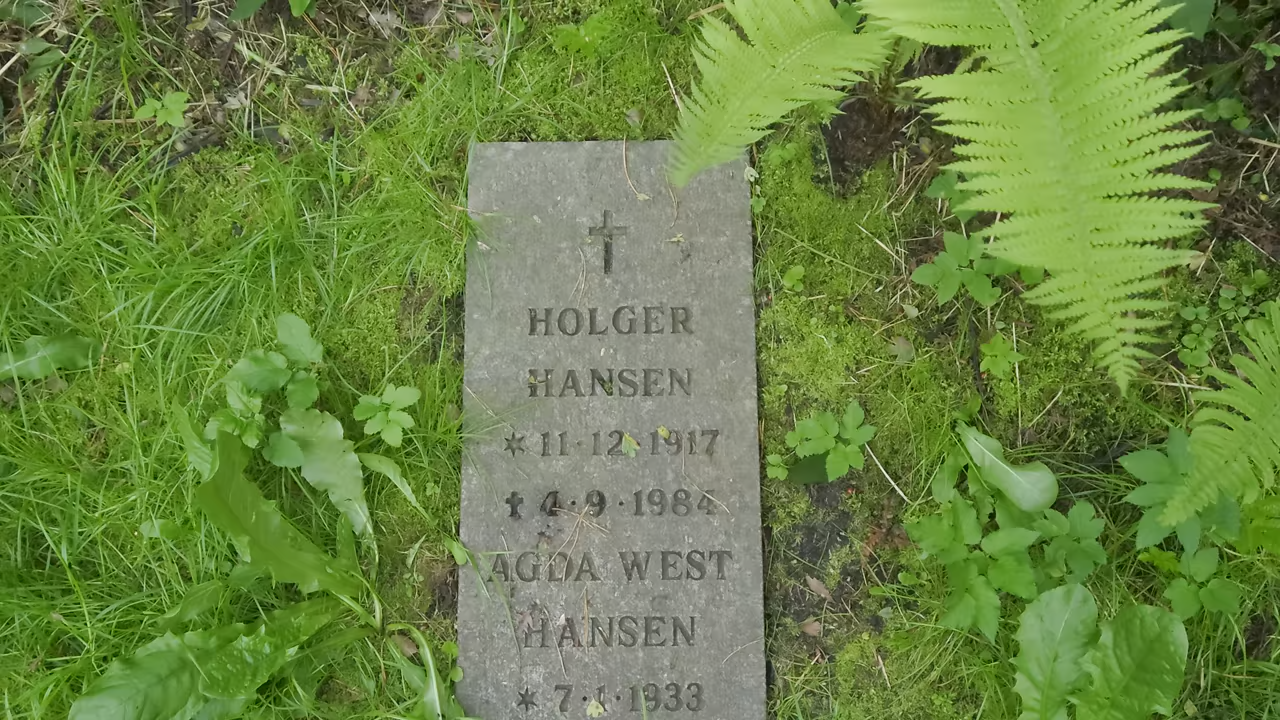 HOLGER
HANSEN
* 11·12·1917
✝ 4·9·1984
AGDA WEST
HANSEN
* 7·1·1933